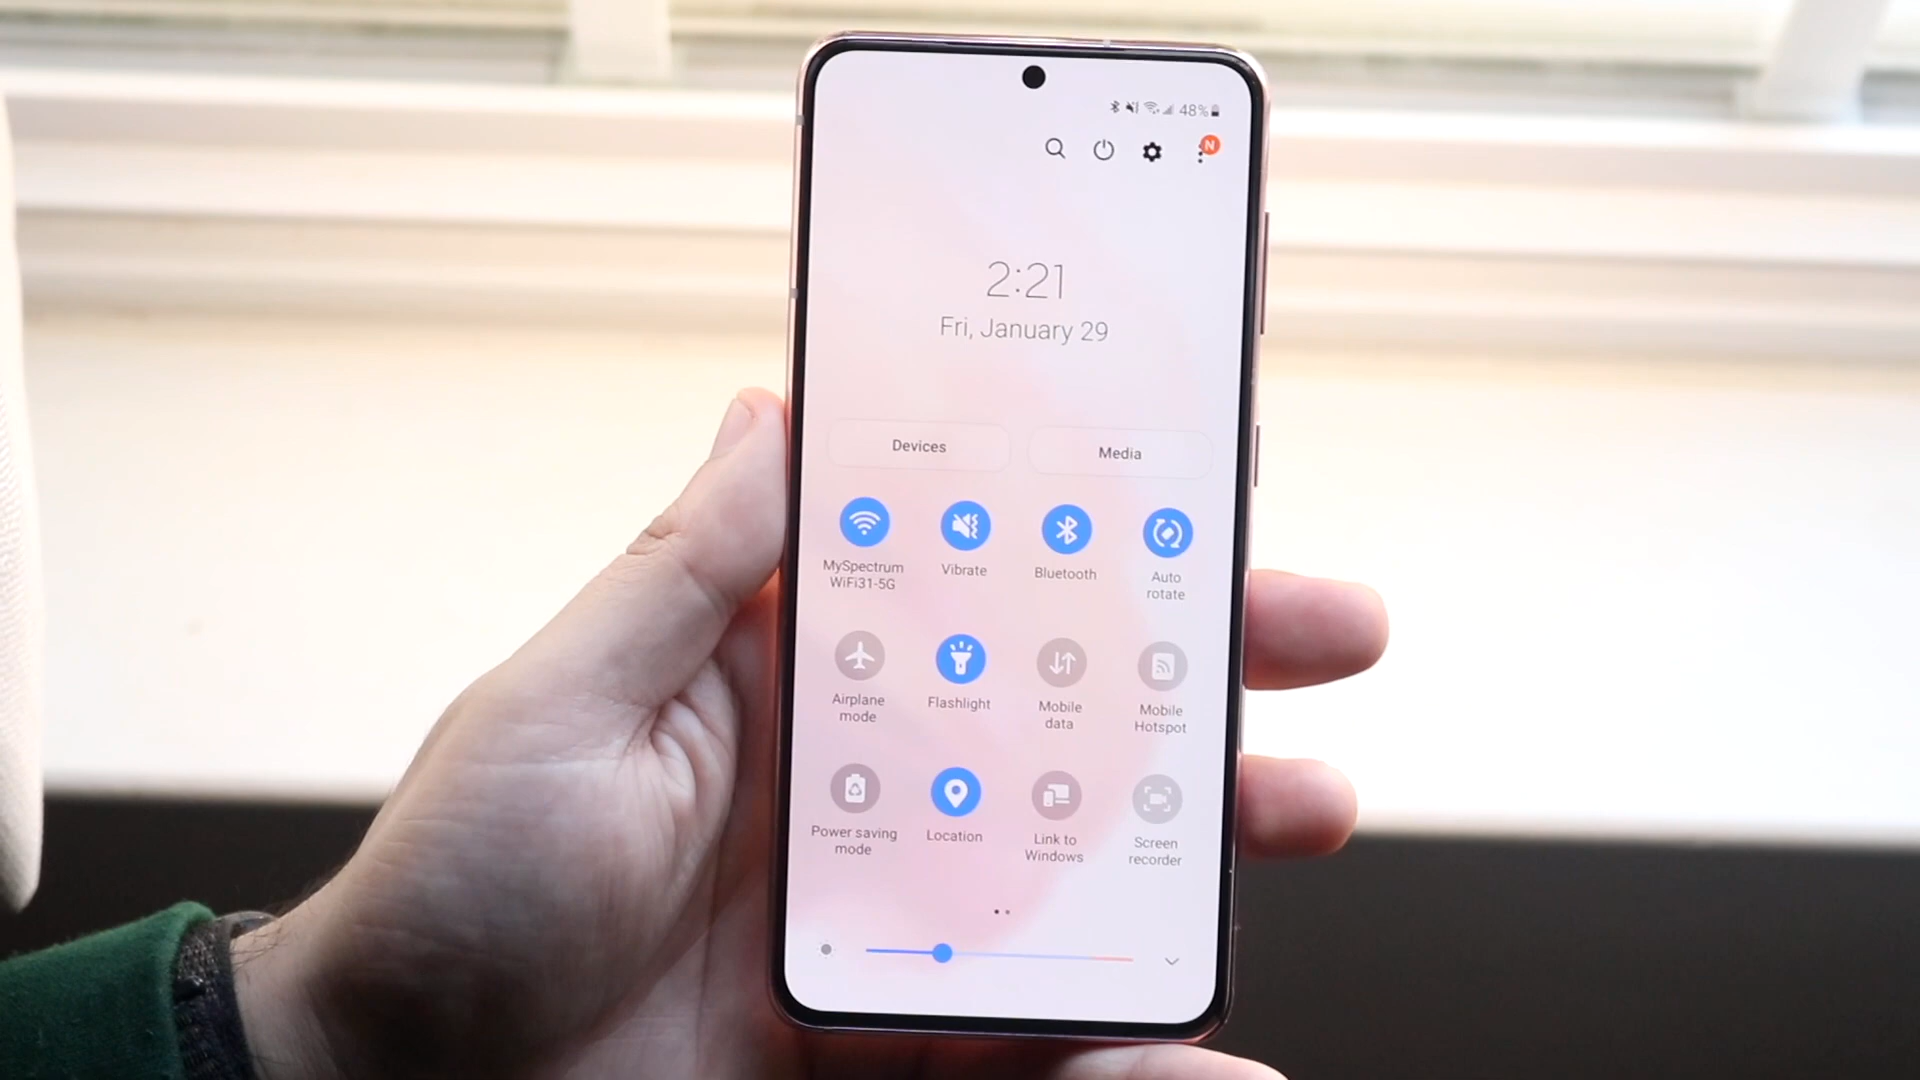 48%
N
2:21
Fri, January 29
Devices
Media
MySpectrum
WiFi31-5G
Vibrate
Bluetooth
Auto
rotate
Airplane
mode
Flashlight
Mobile
data
Mobile
Hotspot
Power saving
mode
Location
Link to
Windows
Screen
recorder